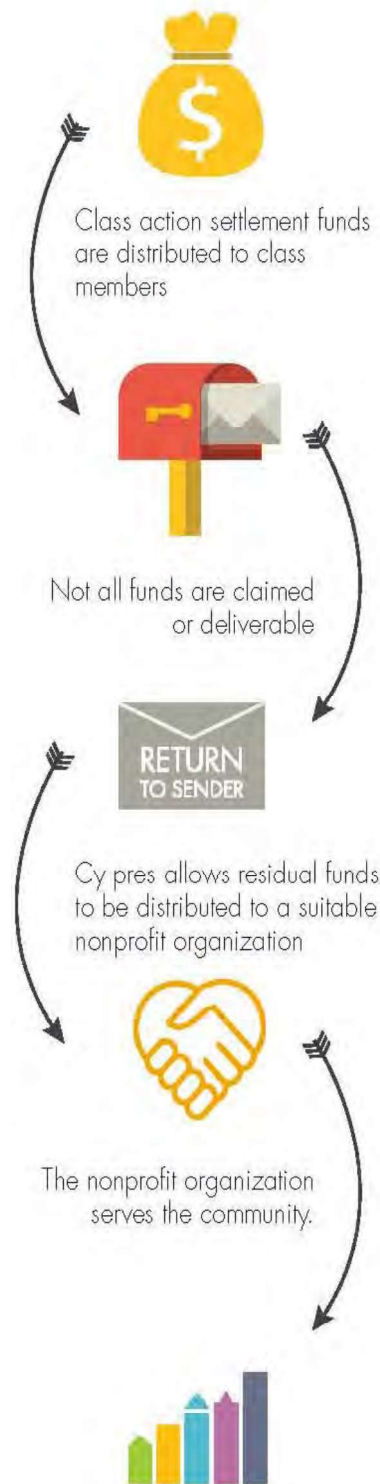 $
Class action settlement funds
are distributed to class
members
Not all funds are claimed
or deliverable
RETURN
TO SENDER
Cy pres allows residual funds
to be distributed to a suitable
nonprofit organization
The nonprofit organization
serves the community.